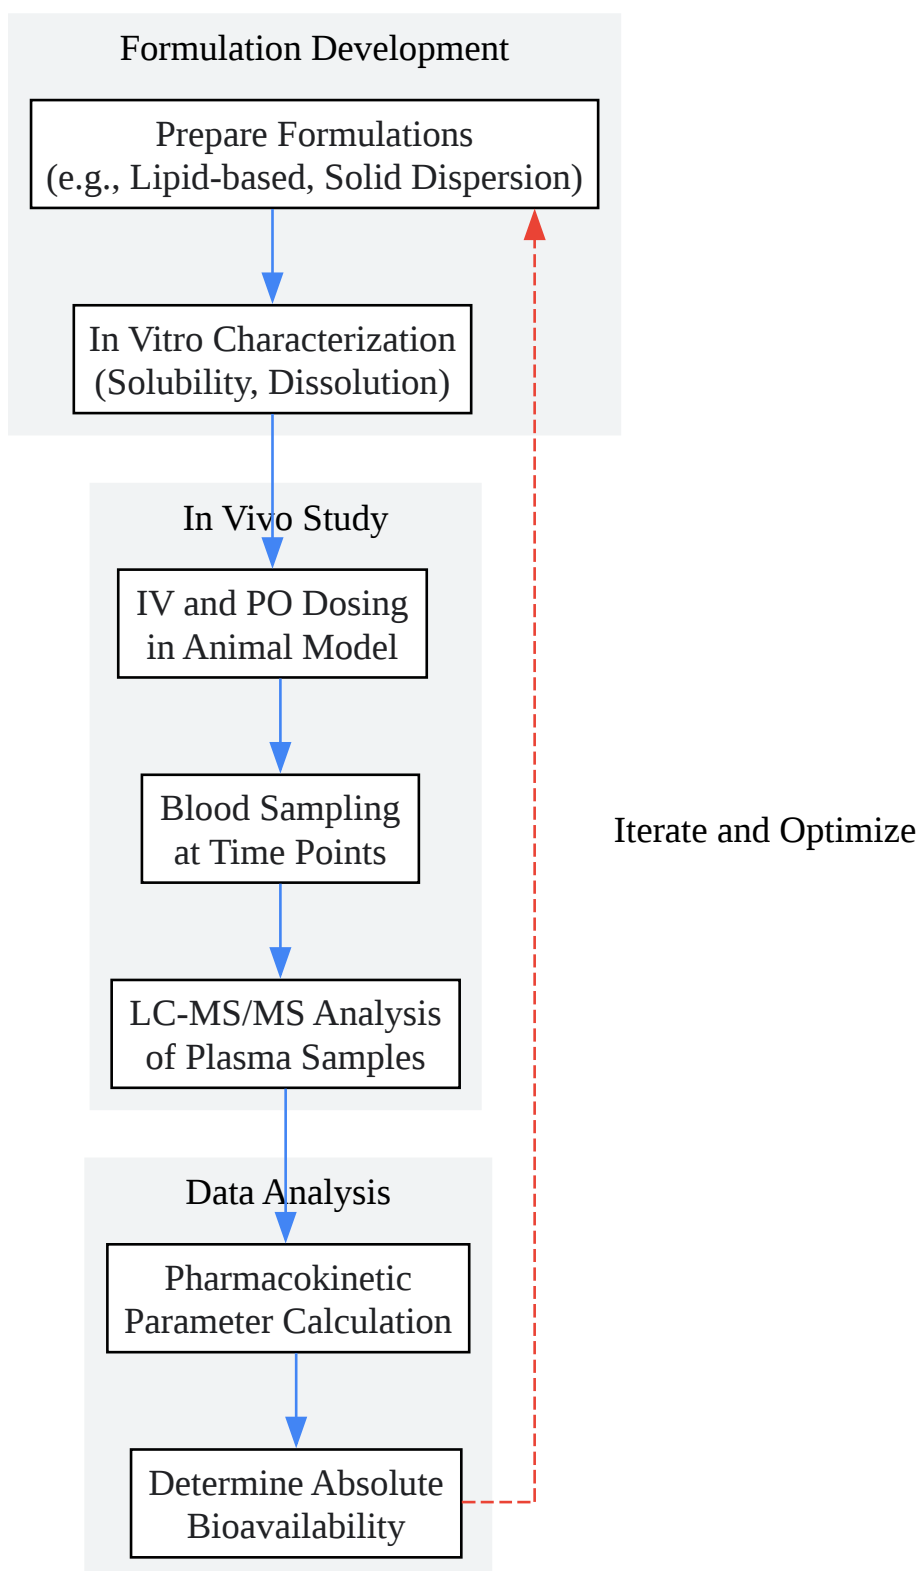 Formulation Development
Prepare Formulations
(e.g., Lipid-based, Solid Dispersion)
In Vitro Characterization
(Solubility, Dissolution)
In Vivo Study
IV and PO Dosing
in Animal Model
Blood Sampling
at Time Points
Iterate and Optimize
LC-MS/MS Analysis
of Plasma Samples
Data Analysis
Pharmacokinetic
Parameter Calculation
Determine Absolute
Bioavailability